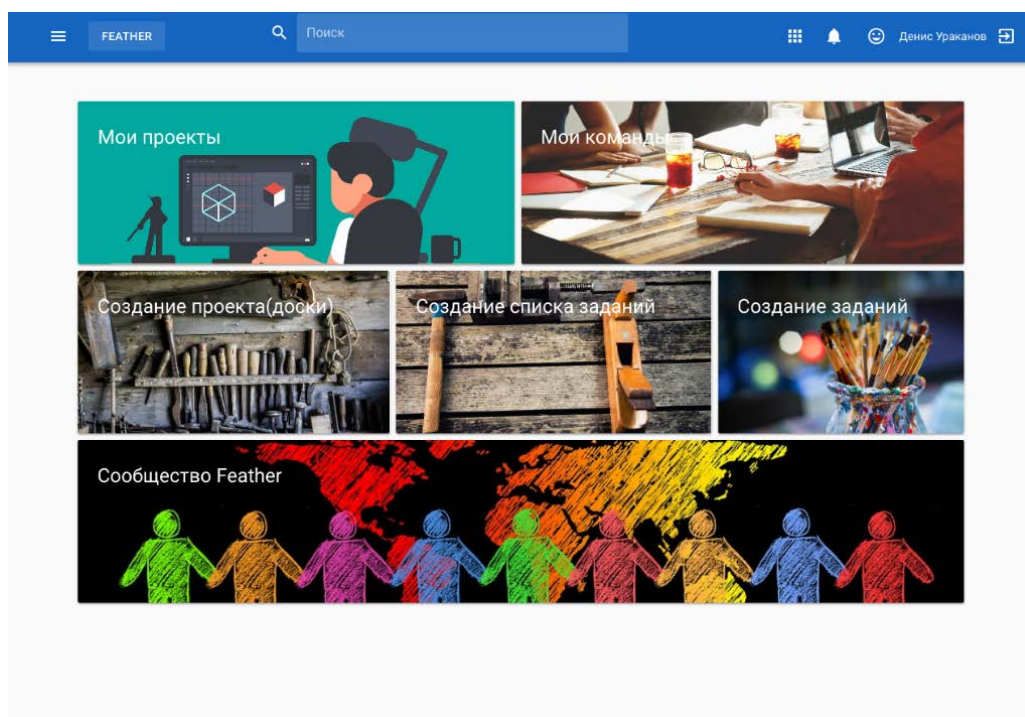 FEATHER
Поиск
Денис Ураканов
Мои проекты
Мои команды
Создание проекта(доски)
Создание списка заданий
Создание заданий
Сообщество Feather